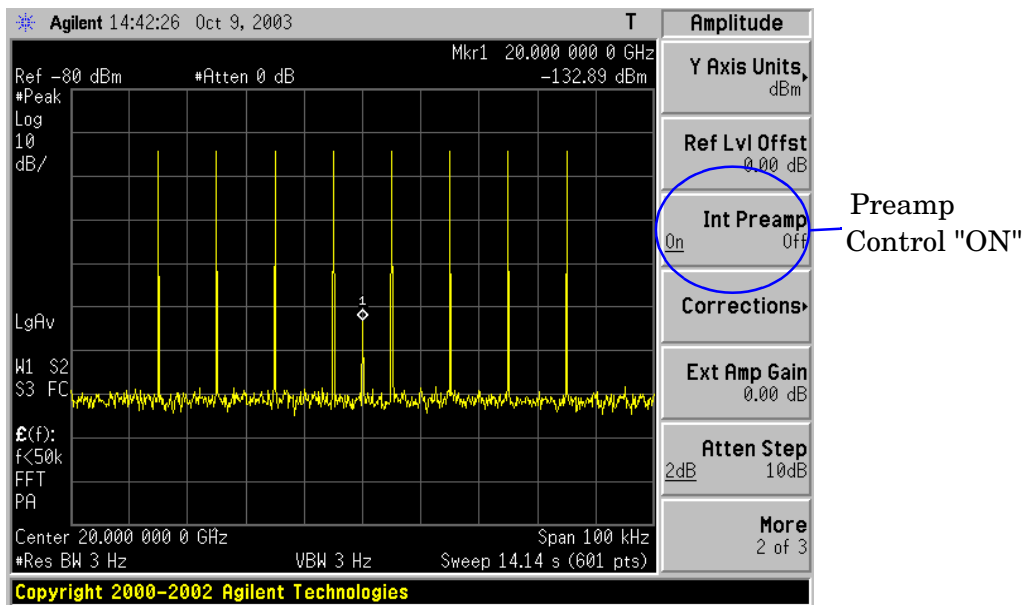 Agilent 14:42:26 Oct 9, 2003 T
Mkr1 20.000 000 0 GHz
Ref -80 dBm #Atten 0 dB -132.89 dBm
#Peak
Log
10
dB/
1
LgAv
W1 S2
S3 FC
£(f):
f<50k
FFT
PA
Center 20.000 000 0 GHz Span 100 kHz
#Res BW 3 Hz VBW 3 Hz Sweep 14.14 s (601 pts)
Copyright 2000-2002 Agilent Technologies
Amplitude
Y Axis Units
dBm
Ref Lvl Offst
0.00 dB
Int Preamp
On Off
Corrections
Ext Amp Gain
0.00 dB
Atten Step
2dB 10dB
More
2 of 3
Preamp
Control "ON"